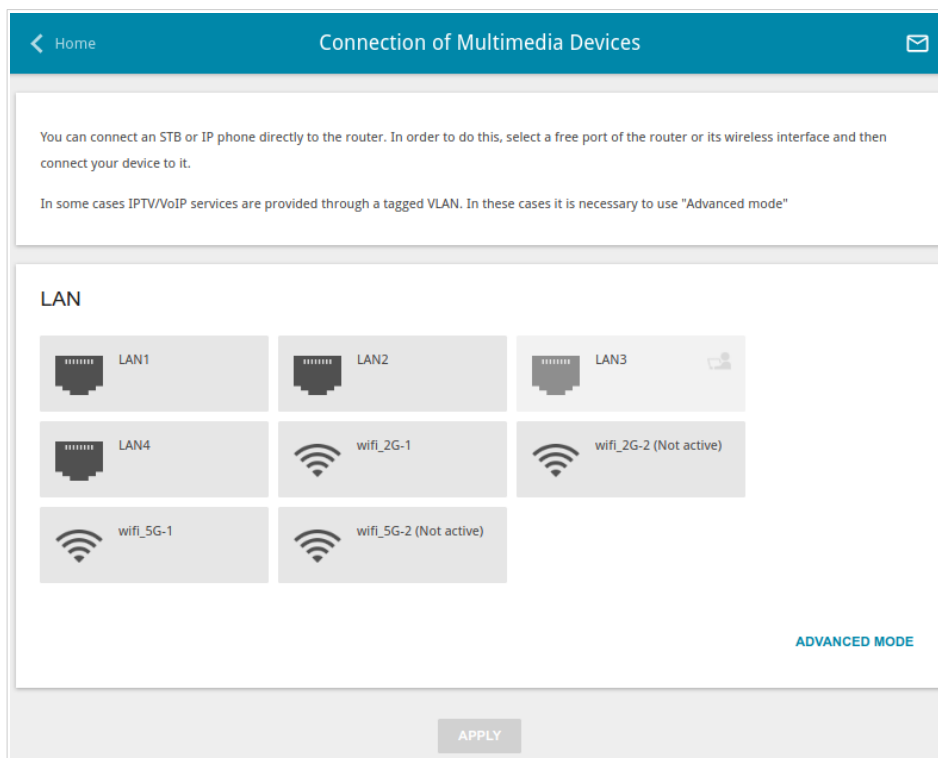 Home
Connection of Multimedia Devices
You can connect an STB or IP phone directly to the router. In order to do this, select a free port of the router or its wireless interface and then
connect your device to it.
In some cases IPTV/VoIP services are provided through a tagged VLAN. In these cases it is necessary to use "Advanced mode"
LAN
LAN1
LAN2
LAN3
LAN4
wifi_2G-1
wifi_2G-2 (Not active)
wifi_5G-1
wifi_5G-2 (Not active)
ADVANCED MODE
APPLY